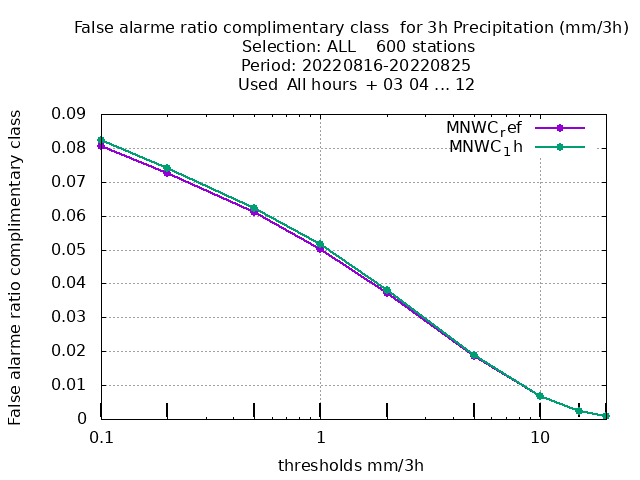 False alarme ratio complimentary class  for 3h Precipitation (mm/3h)
Selection: ALL    600 stations
Period: 20220816-20220825
Used  All hours  + 03 04 ... 12
False alarme ratio complimentary class
0.09
0.08
0.07
0.06
0.05
0.04
0.03
0.02
0.01
0
MNWCref
MNWC1h
0.1 1 10
thresholds mm/3h